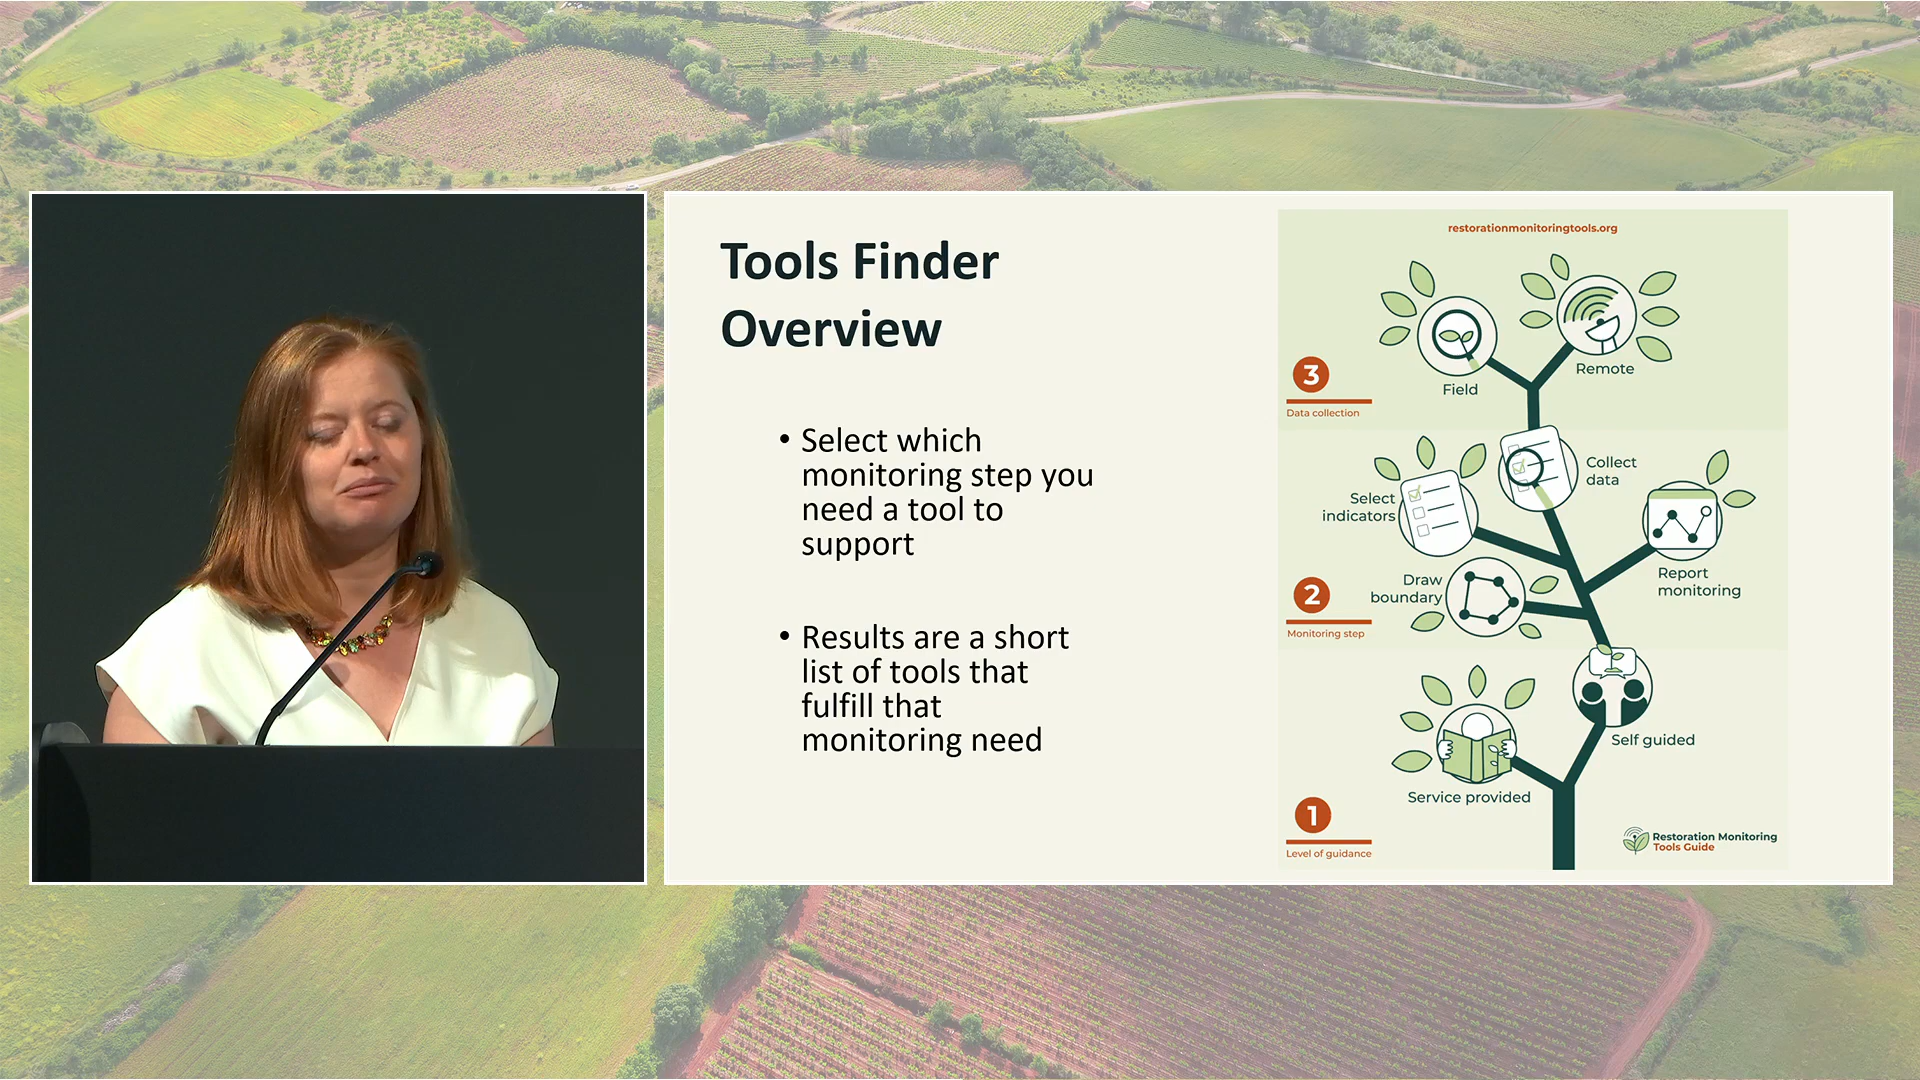 Tools Finder
Overview
• Select which
monitoring step you
need a tool to
support
• Results are a short
list of tools that
fulfill that
monitoring need
restorationmonitoringtools.org
Field
Remote
3
Data collection
Select
indicators
Collect
data
Draw
boundary
Report
monitoring
2
Monitoring step
Self guided
Service provided
1
Level of guidance
Restoration Monitoring
Tools Guide